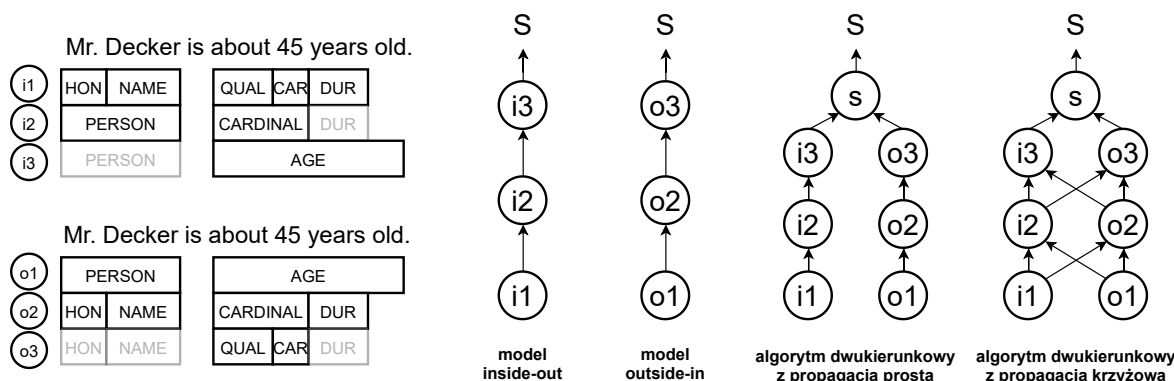 Mr. Decker is about 45 years old.
i1 HON NAME QUAL CAR DUR
i2 PERSON CARDINAL DUR
i3 PERSON AGE
Mr. Decker is about 45 years old.
o1 PERSON AGE
o2 HON NAME CARDINAL DUR
o3 HON NAME QUAL CAR DUR
S
i3
i2
i1
model
inside-out
S
o3
o2
o1
model
outside-in
S
s
i3 o3
i2 o2
i1 o1
algorytm dwukierunkowy
z propagacją prostą
S
s
i3 o3
i2 o2
i1 o1
algorytm dwukierunkowy
z propagacją krzyżową